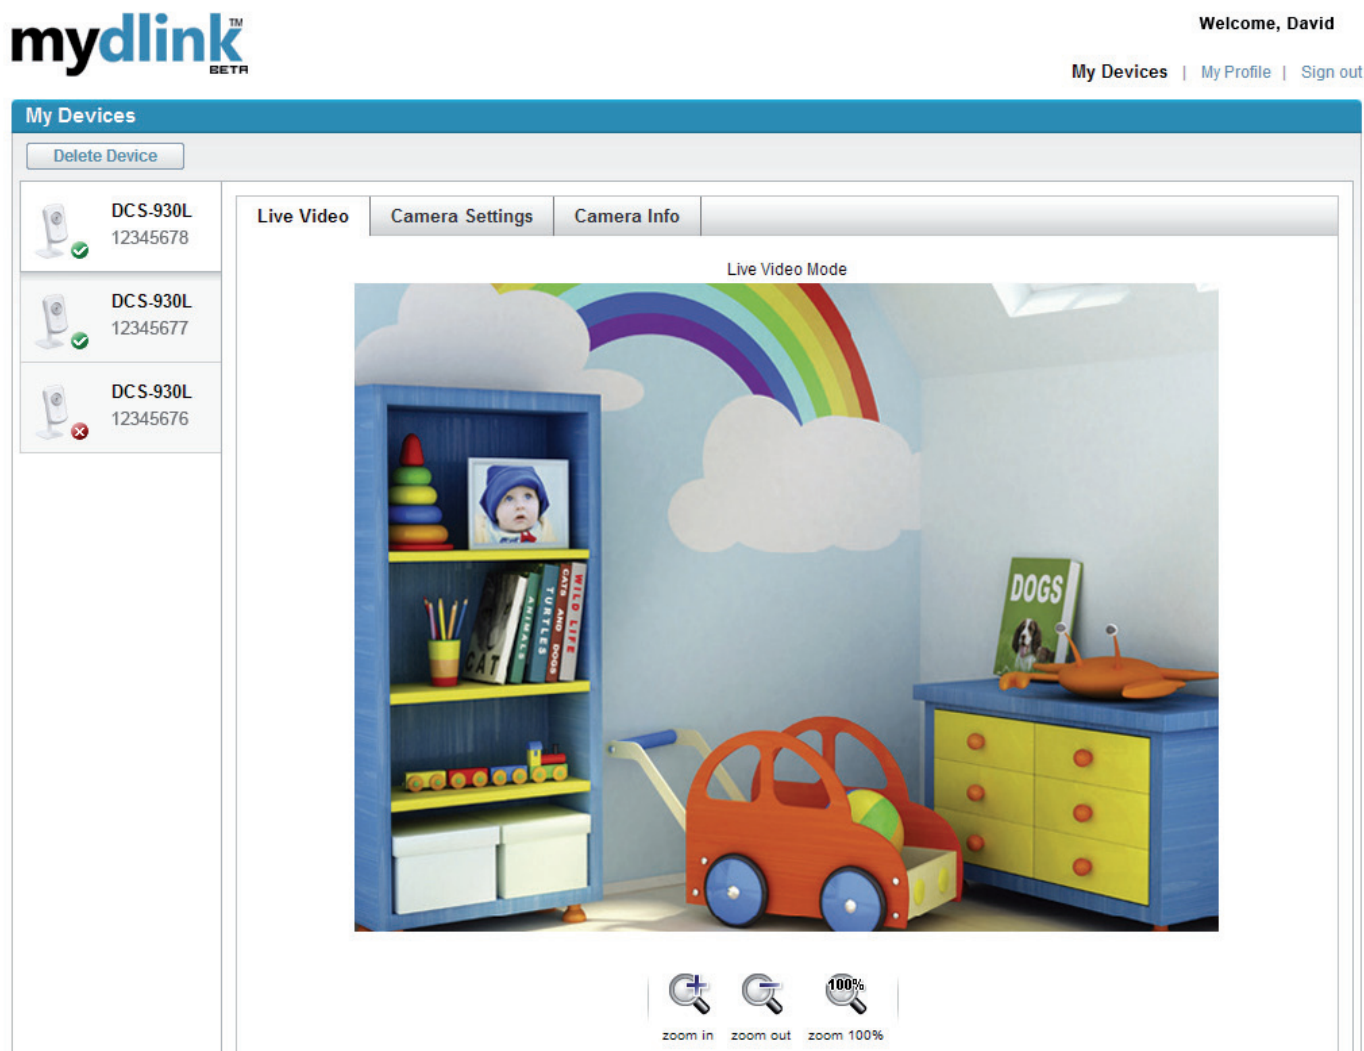 mydlink™
BETA
Welcome, David
My Devices | My Profile | Sign out
My Devices
Delete Device
DCS-930L
12345678
DCS-930L
12345677
DCS-930L
12345676
Live Video
Camera Settings
Camera Info
Live Video Mode
CAT
ANIMALS
TURTLES
CATS AND DOGS
WILD LIFE
DOGS
100%
zoom in
zoom out
zoom 100%